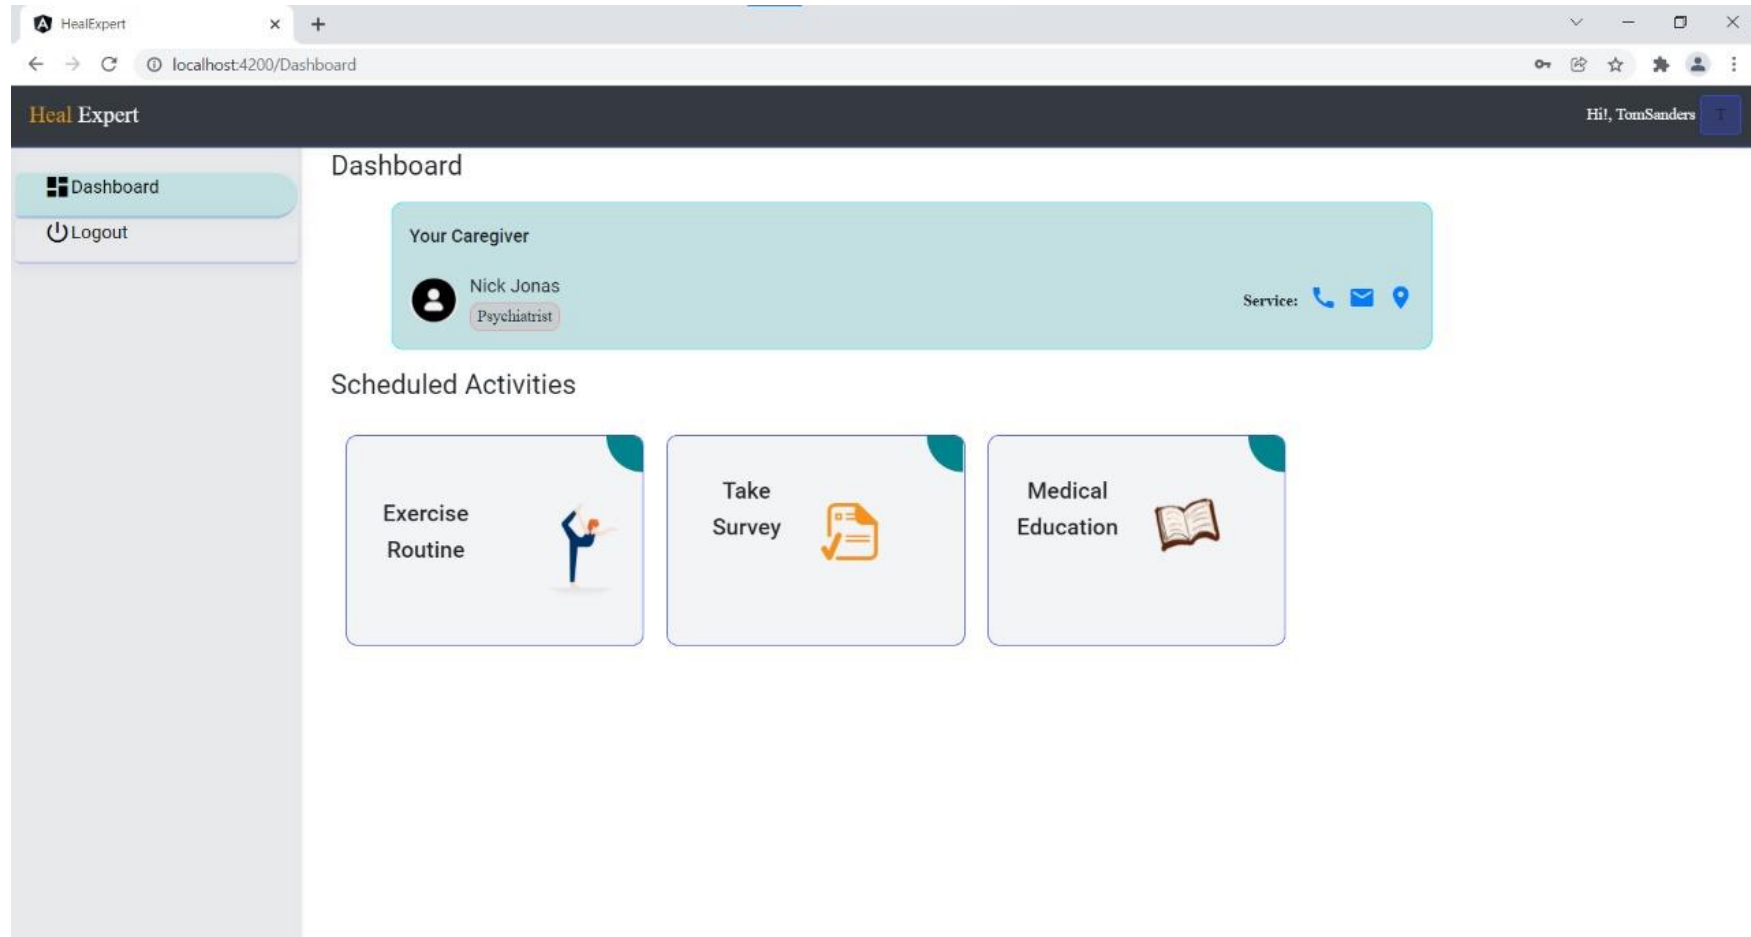 HealExpert
localhost:4200/Dashboard
Heal Expert
Hi!, TomSanders T
Dashboard
Logout
Dashboard
Your Caregiver
Nick Jonas
Psychiatrist
Service:
Scheduled Activities
Exercise
Routine
Take
Survey
Medical
Education